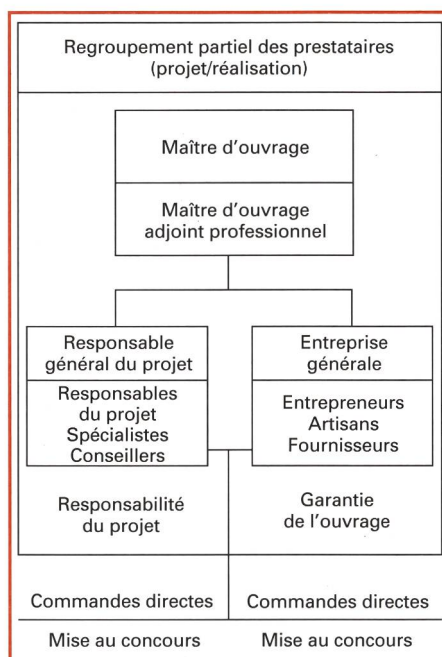 Regroupement partiel des prestataires
(projet/réalisation)
Maître d'ouvrage
Maître d'ouvrage
adjoint professionnel
Responsable
général du projet
Responsables
du projet
Spécialistes
Conseillers
Entreprise
générale
Entrepreneurs
Artisans
Fournisseurs
Responsabilité
du projet
Garantie
de l'ouvrage
Commandes directes
Commandes directes
Mise au concours
Mise au concours